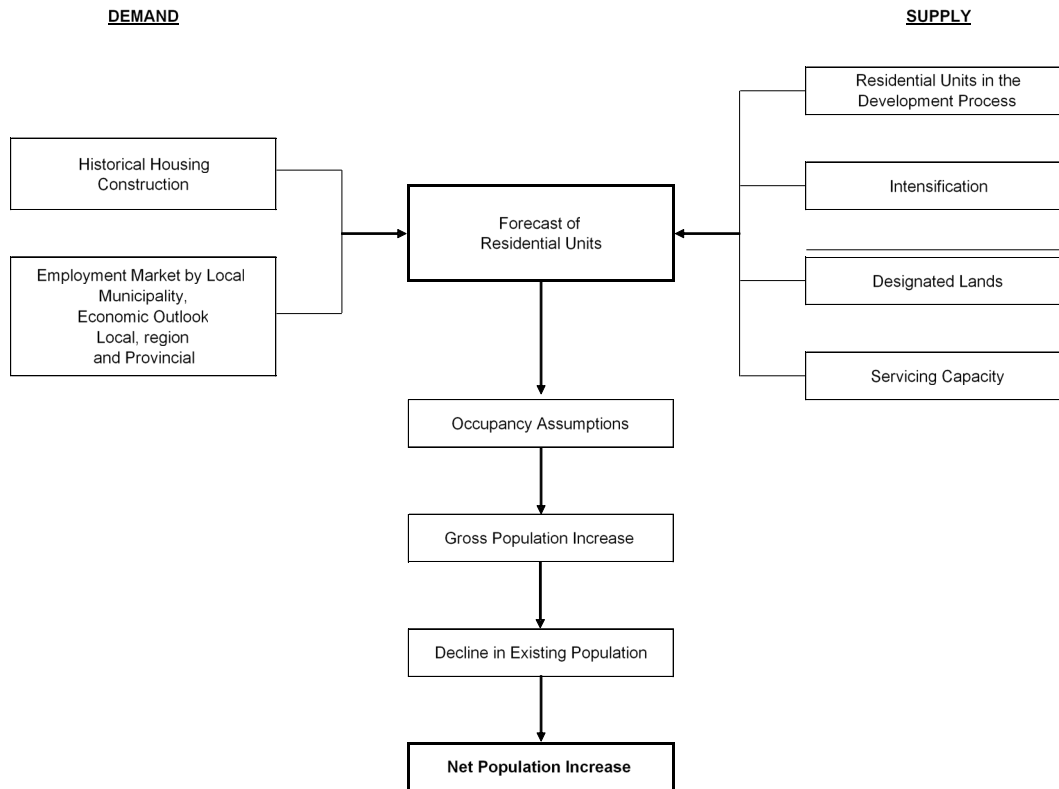 DEMAND
SUPPLY
Residential Units in the
Development Process
Historical Housing
Construction
Intensification
Forecast of
Residential Units
Employment Market by Local
Municipality,
Economic Outlook
Local, region
and Provincial
Designated Lands
Servicing Capacity
Occupancy Assumptions
Gross Population Increase
Decline in Existing Population
Net Population Increase